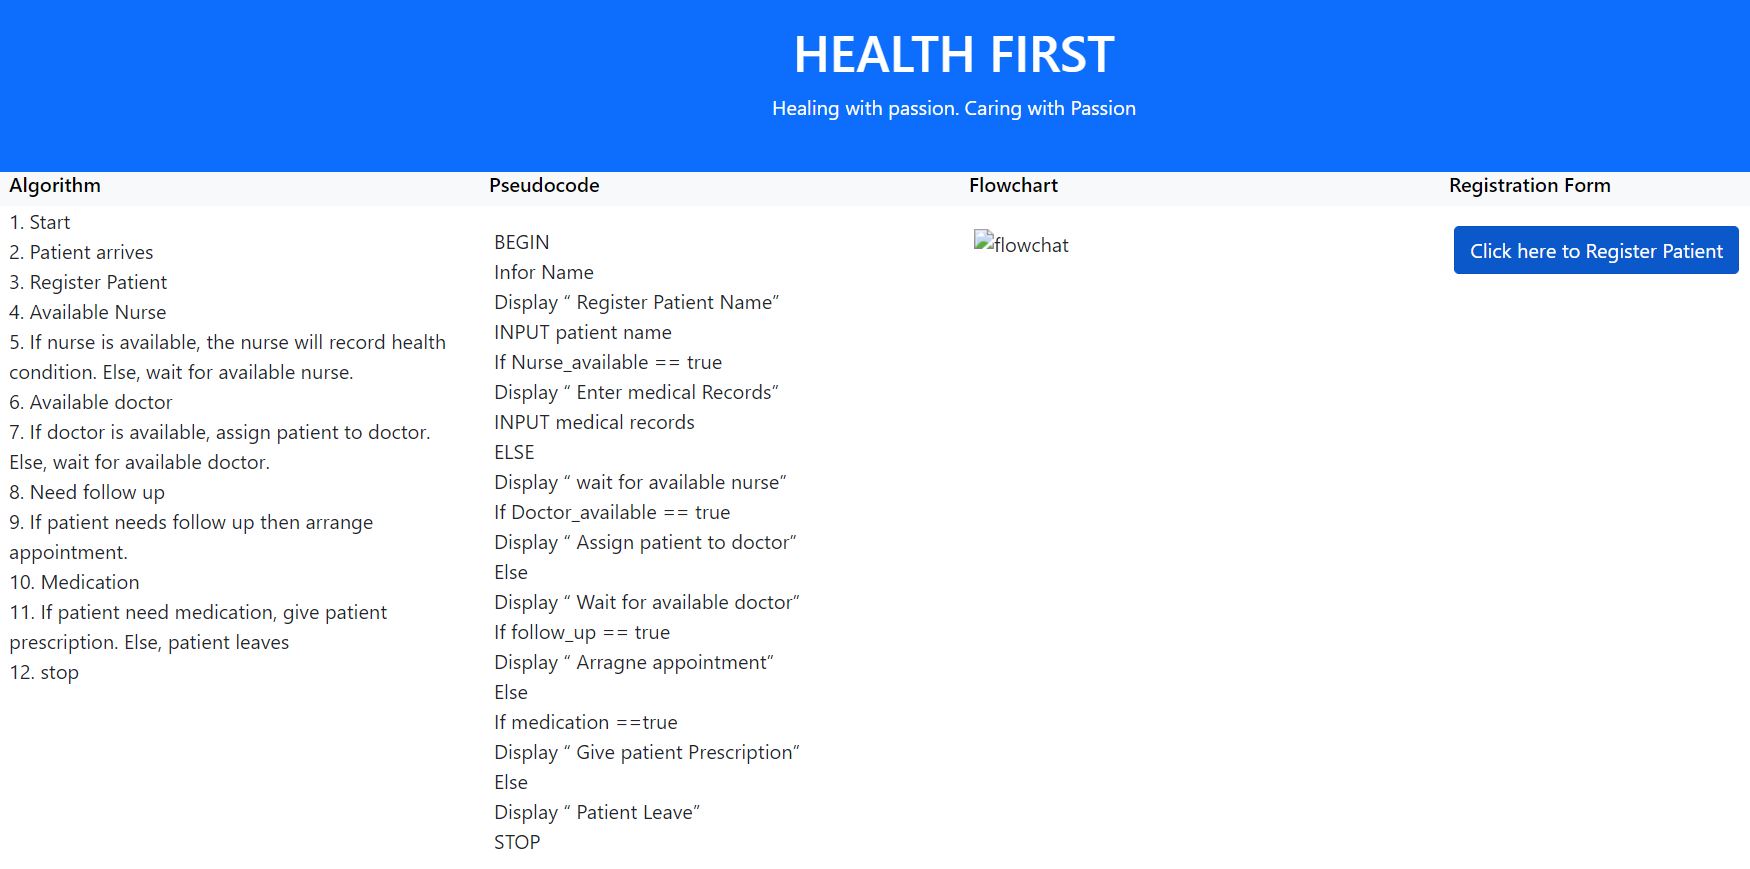 HEALTH FIRST
Healing with passion. Caring with Passion
Algorithm
1. Start
2. Patient arrives
3. Register Patient
4. Available Nurse
5. If nurse is available, the nurse will record health
condition. Else, wait for available nurse.
6. Available doctor
7. If doctor is available, assign patient to doctor.
Else, wait for available doctor.
8. Need follow up
9. If patient needs follow up then arrange
appointment.
10. Medication
11. If patient need medication, give patient
prescription. Else, patient leaves
12. stop
Pseudocode
BEGIN
Infor Name
Display “ Register Patient Name”
INPUT patient name
If Nurse_available == true
Display “ Enter medical Records”
INPUT medical records
ELSE
Display “ wait for available nurse”
If Doctor_available == true
Display “ Assign patient to doctor”
Else
Display “ Wait for available doctor”
If follow_up == true
Display “ Arragne appointment”
Else
If medication ==true
Display “ Give patient Prescription”
Else
Display “ Patient Leave”
STOP
Flowchart
flowchat
Registration Form
Click here to Register Patient